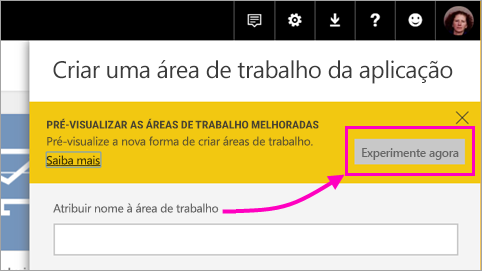 Criar uma área de trabalho da aplicação
PRÉ-VISUALIZAR AS ÁREAS DE TRABALHO MELHORADAS
Pré-visualize a nova forma de criar áreas de trabalho.
Saiba mais
Experimente agora
Atribuir nome à área de trabalho